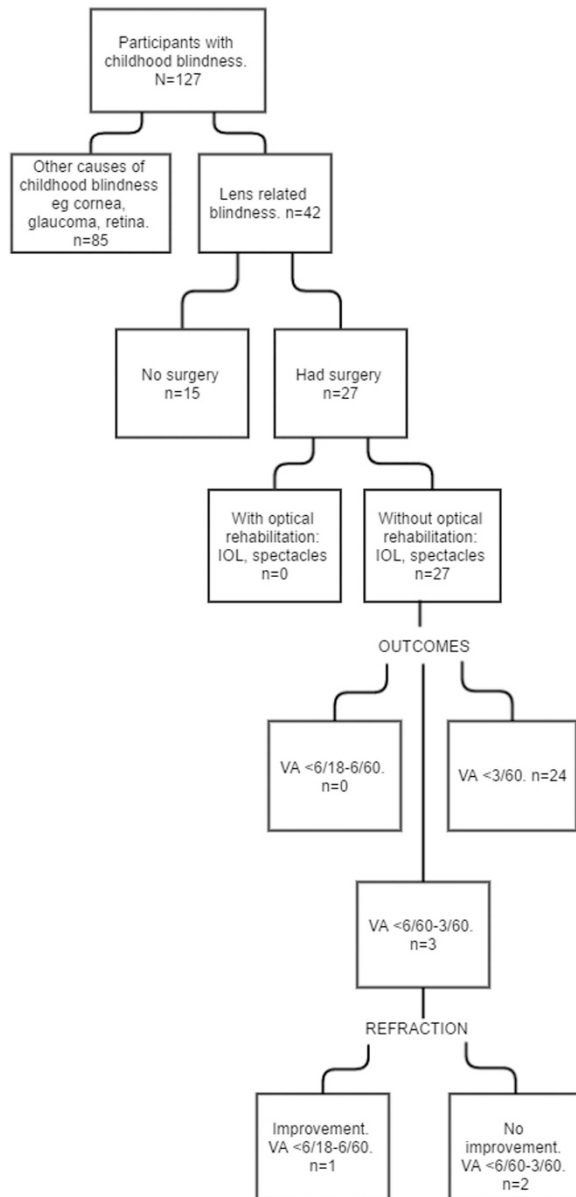 Participants with
childhood blindness.
N=127
Other causes of
childhood blindness
eg cornea,
glaucoma, retina.
n=85
Lens related
blindness. n=42
No surgery
n=15
Had surgery
n=27
With optical
rehabilitation:
IOL, spectacles
n=0
Without optical
rehabilitation:
IOL, spectacles
n=27
OUTCOMES
VA <6/18-6/60.
n=0
VA <3/60. n=24
VA <6/60-3/60.
n=3
REFRACTION
Improvement.
VA <6/18-6/60.
n=1
No
improvement.
VA <6/60-3/60.
n=2